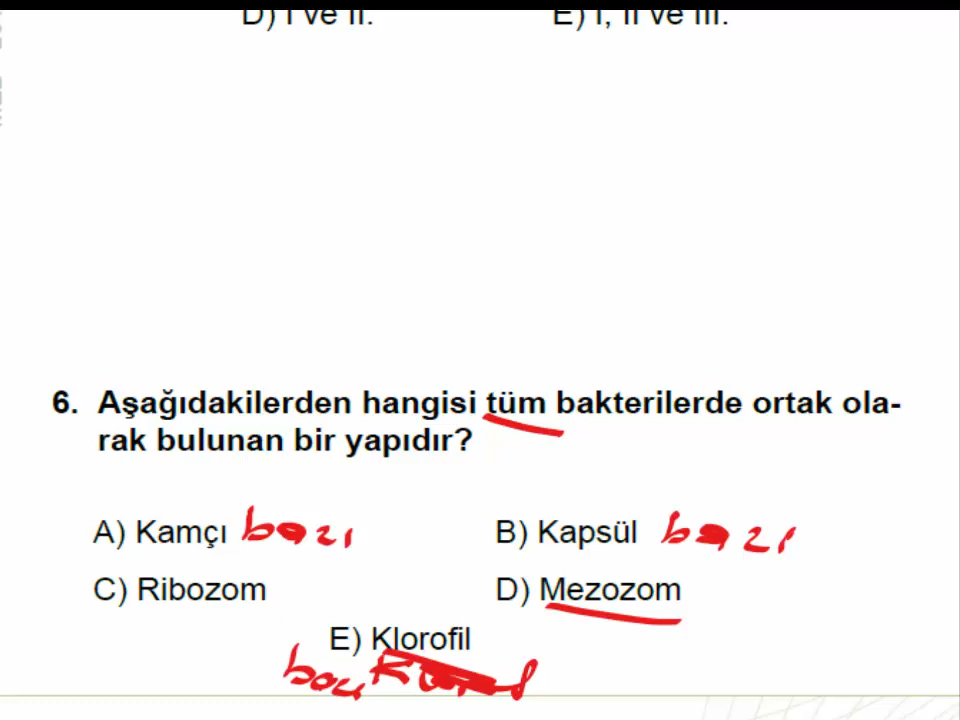 D) I ve II. E) I, II ve III.
6. Aşağıdakilerden hangisi tüm bakterilerde ortak ola-
rak bulunan bir yapıdır?
A) Kamçı bazı B) Kapsül bazı
C) Ribozom D) Mezozom
E) Klorofil